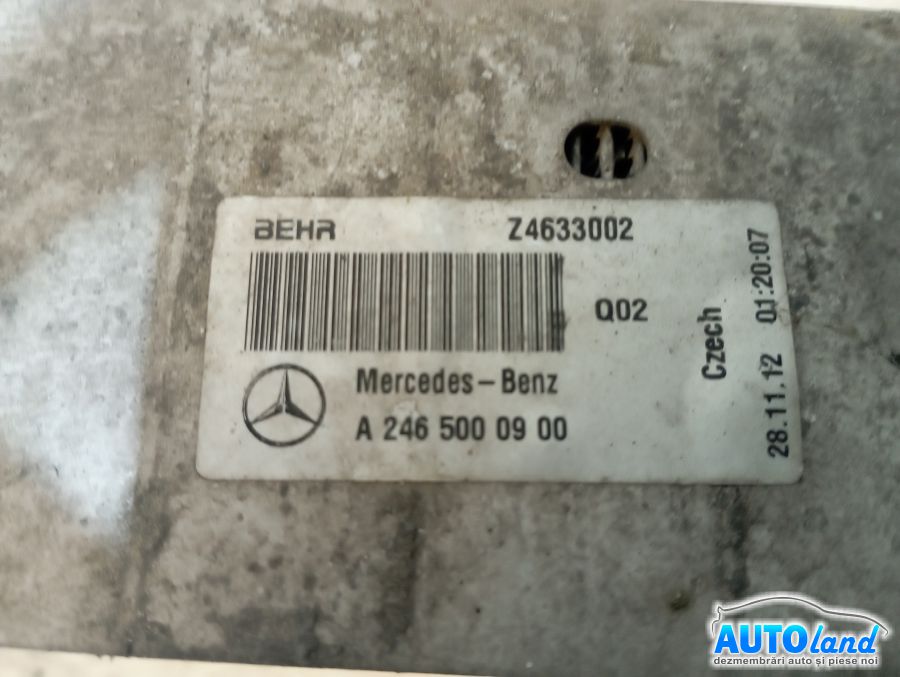 BEHR Z4633002
Q02
Mercedes-Benz
A 246 500 09 00
Czech
28.11.12 01:20:07
AUTOland
dezmembrări auto și piese noi